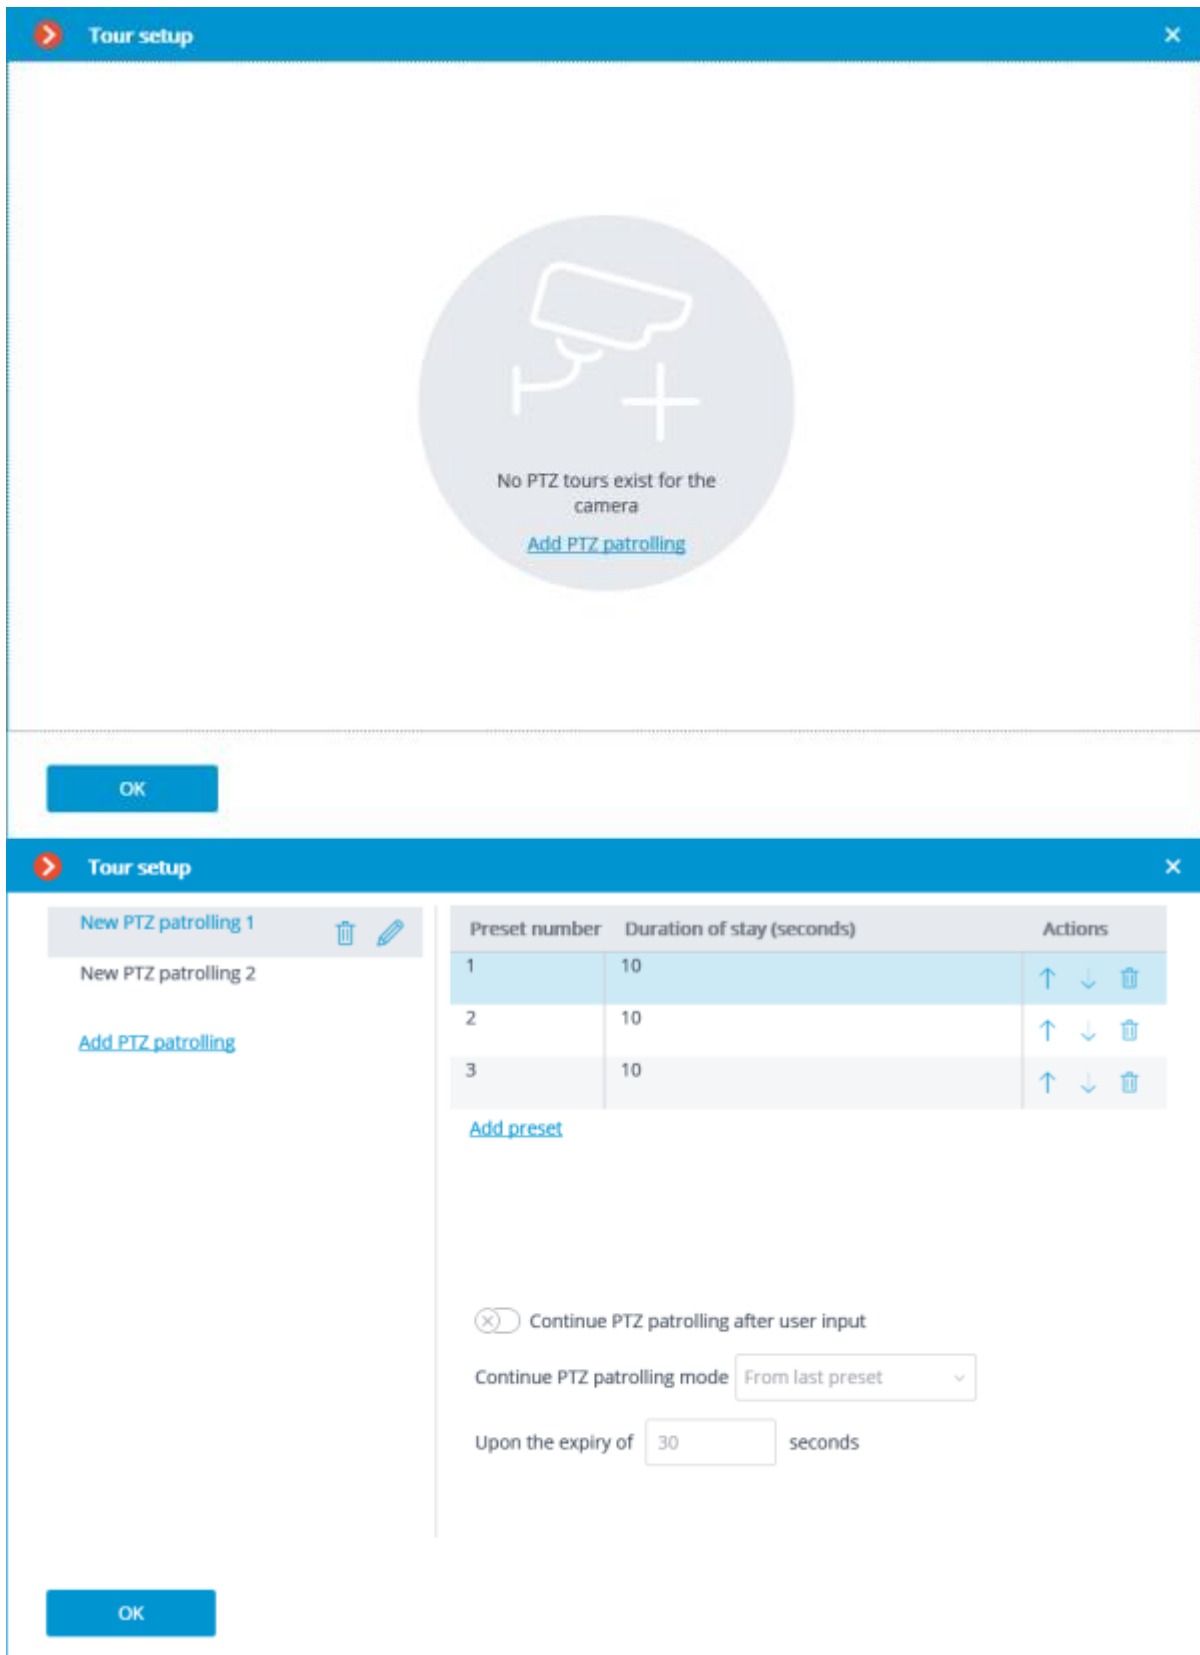 Tour setup
No PTZ tours exist for the
camera
Add PTZ patrolling
OK
Tour setup
New PTZ patrolling 1
New PTZ patrolling 2
Add PTZ patrolling
Preset number Duration of stay (seconds) Actions
1 10
2 10
3 10
Add preset
Continue PTZ patrolling after user input
Continue PTZ patrolling mode From last preset
Upon the expiry of 30 seconds
OK